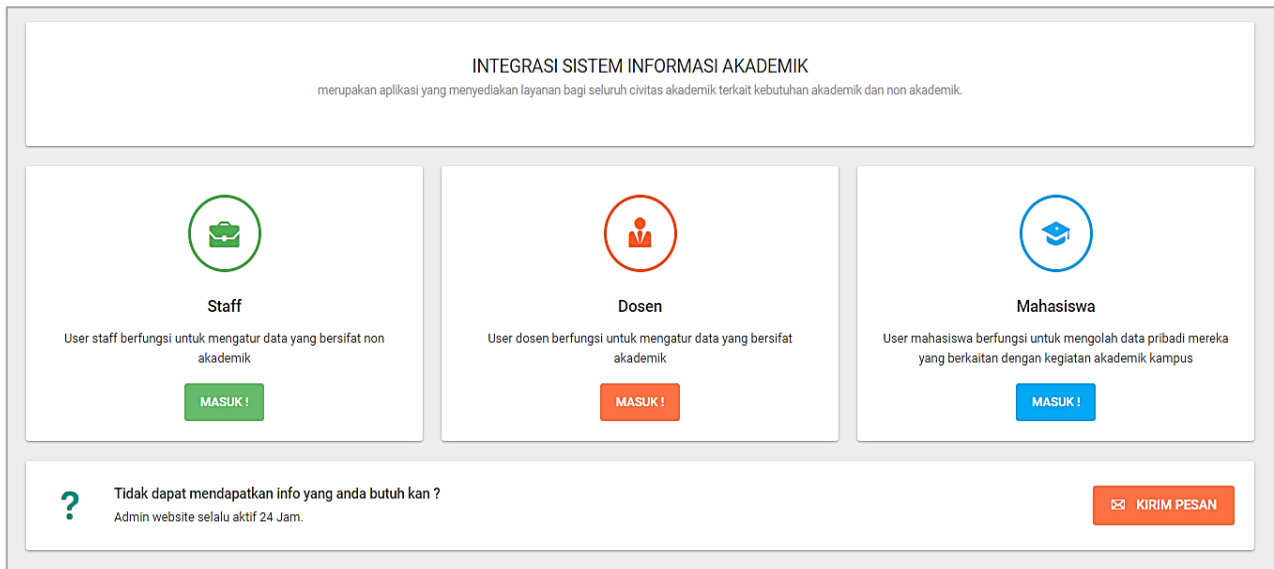 INTEGRASI SISTEM INFORMASI AKADEMIK
merupakan aplikasi yang menyediakan layanan bagi seluruh civitas akademik terkait kebutuhan akademik dan non akademik.
Staff
User staff berfungsi untuk mengatur data yang bersifat non
akademik
MASUK !
Dosen
User dosen berfungsi untuk mengatur data yang bersifat
akademik
MASUK !
Mahasiswa
User mahasiswa berfungsi untuk mengolah data pribadi mereka
yang berkaitan dengan kegiatan akademik kampus
MASUK !
?
Tidak dapat mendapatkan info yang anda butuh kan ?
Admin website selalu aktif 24 Jam.
KIRIM PESAN